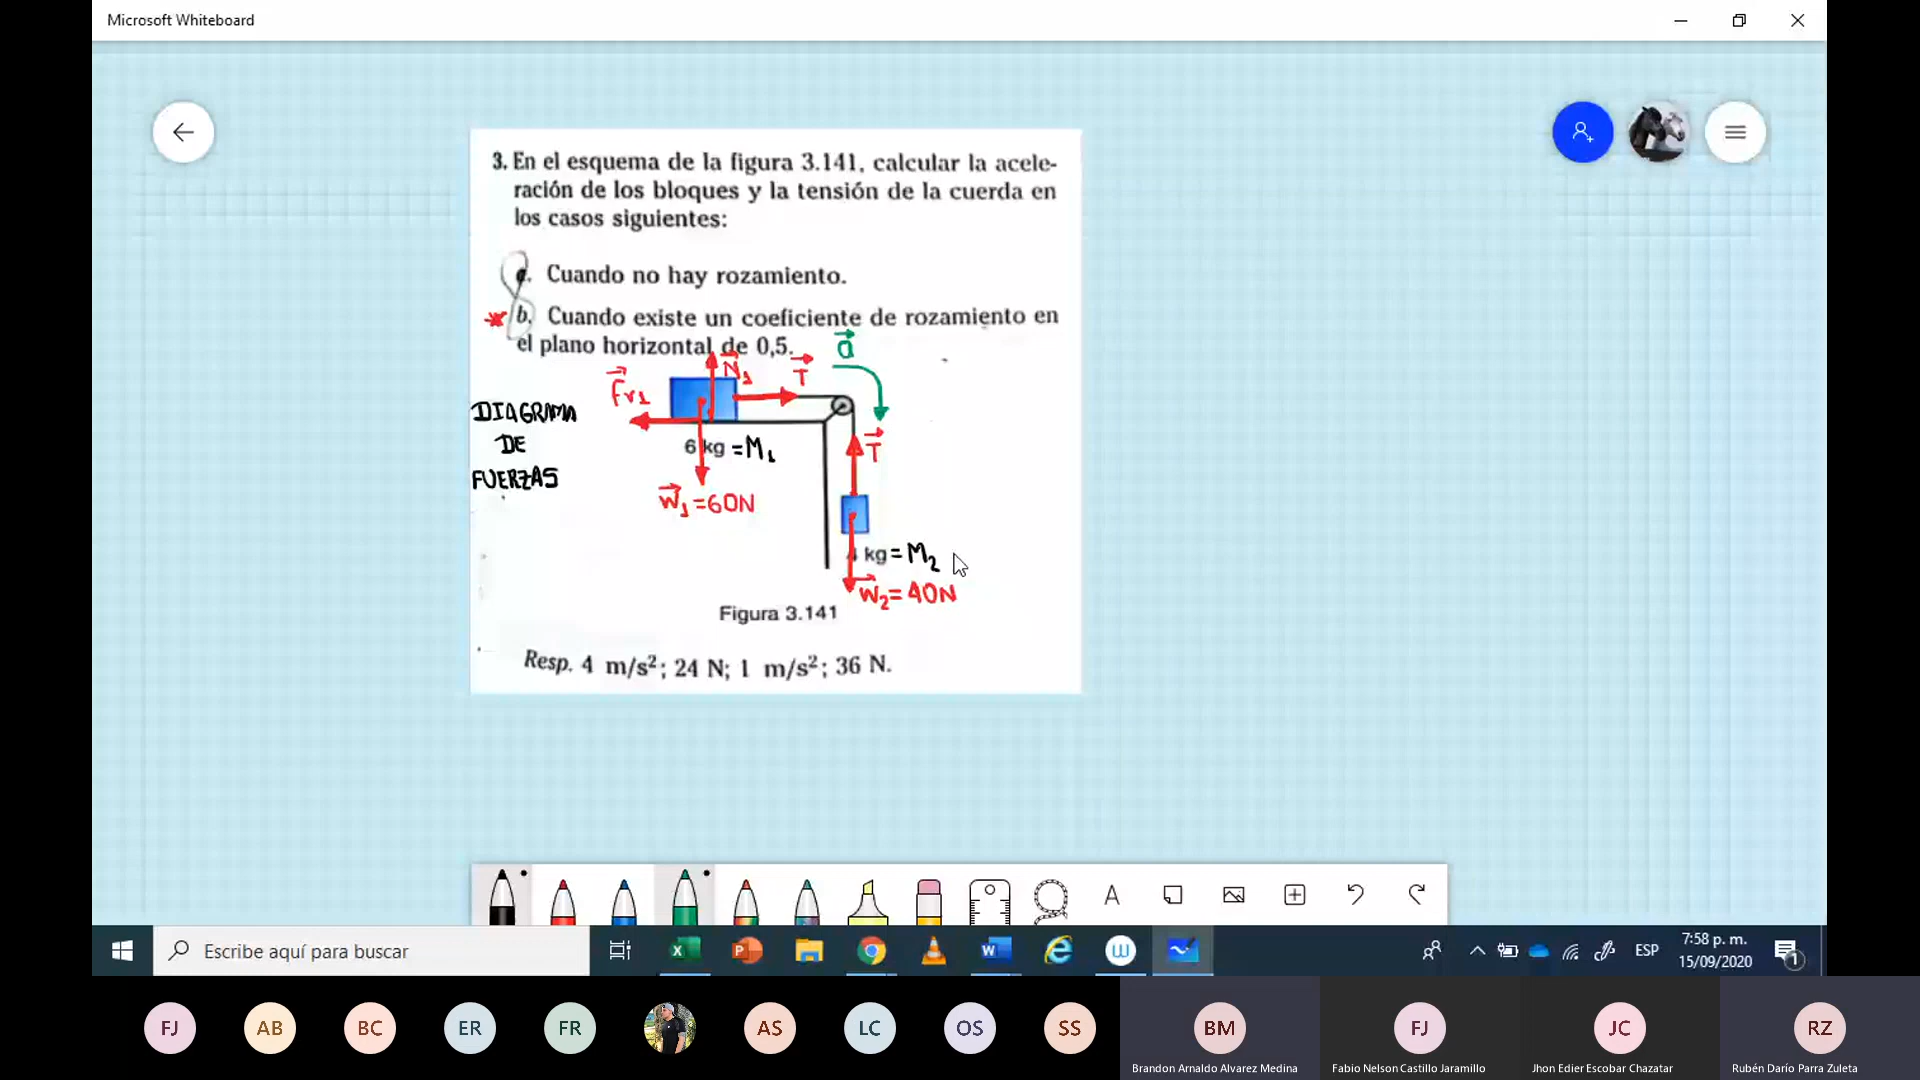 Microsoft Whiteboard
3. En el esquema de la figura 3.141, calcular la acele-
ración de los bloques y la tensión de la cuerda en
los casos siguientes:
Cuando no hay rozamiento.
b. Cuando existe un coeficiente de rozamiento en
el plano horizontal de 0,5.
a
N1
T
Fr1
DIAGRAMA
DE
FUERZAS
6 kg = M1
T
W1 = 60N
kg = M2
W2 = 40N
Figura 3.141
Resp. 4 m/s²; 24 N; 1 m/s²; 36 N.
Escribe aquí para buscar
ESP
7:58 p. m.
15/09/2020
1
FJ AB BC ER FR AS LC OS SS BM FJ JC RZ
Brandon Arnaldo Alvarez Medina
Fabio Nelson Castillo Jaramillo
Jhon Edier Escobar Chazatar
Rubén Darío Parra Zuleta